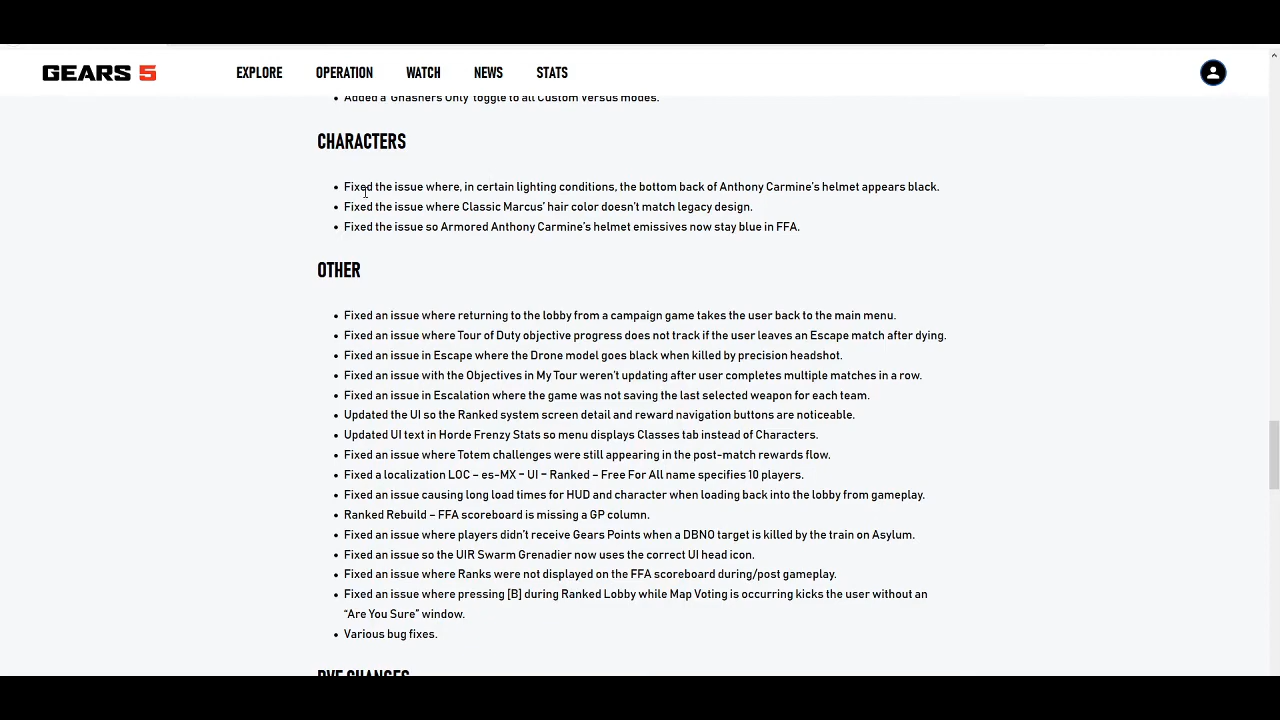 GEARS 5
EXPLORE OPERATION WATCH NEWS STATS
• Added a 'Gnashers Only' toggle to all Custom Versus modes.
CHARACTERS
• Fixed the issue where, in certain lighting conditions, the bottom back of Anthony Carmine's helmet appears black.
• Fixed the issue where Classic Marcus' hair color doesn't match legacy design.
• Fixed the issue so Armored Anthony Carmine's helmet emissives now stay blue in FFA.
OTHER
• Fixed an issue where returning to the lobby from a campaign game takes the user back to the main menu.
• Fixed an issue where Tour of Duty objective progress does not track if the user leaves an Escape match after dying.
• Fixed an issue in Escape where the Drone model goes black when killed by precision headshot.
• Fixed an issue with the Objectives in My Tour weren't updating after user completes multiple matches in a row.
• Fixed an issue in Escalation where the game was not saving the last selected weapon for each team.
• Updated the UI so the Ranked system screen detail and reward navigation buttons are noticeable.
• Updated UI text in Horde Frenzy Stats so menu displays Classes tab instead of Characters.
• Fixed an issue where Totem challenges were still appearing in the post-match rewards flow.
• Fixed a localization LOC – es-MX – UI – Ranked – Free For All name specifies 10 players.
• Fixed an issue causing long load times for HUD and character when loading back into the lobby from gameplay.
• Ranked Rebuild – FFA scoreboard is missing a GP column.
• Fixed an issue where players didn't receive Gears Points when a DBNO target is killed by the train on Asylum.
• Fixed an issue so the UIR Swarm Grenadier now uses the correct UI head icon.
• Fixed an issue where Ranks were not displayed on the FFA scoreboard during/post gameplay.
• Fixed an issue where pressing [B] during Ranked Lobby while Map Voting is occurring kicks the user without an
“Are You Sure” window.
• Various bug fixes.
PVE CHANGES